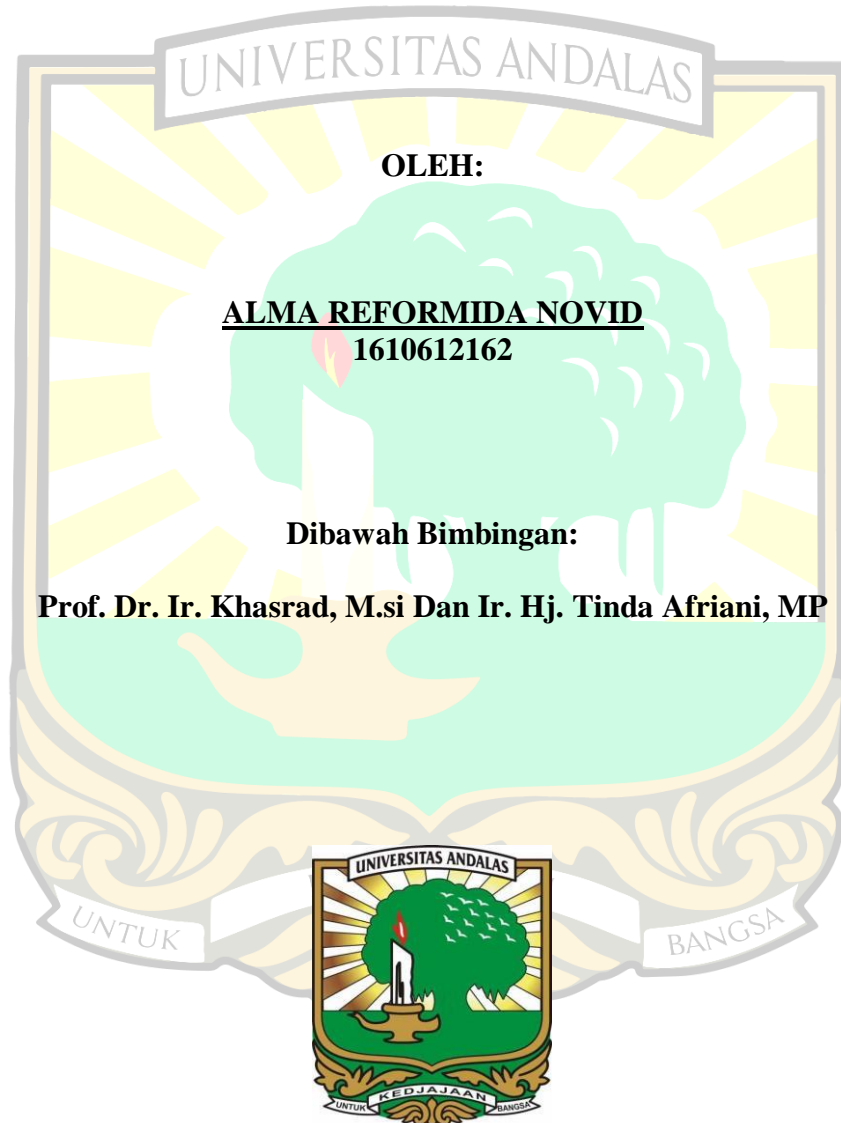 UNIVERSITAS ANDALAS
OLEH:
ALMA REFORMIDA NOVID
1610612162
Dibawah Bimbingan:
Prof. Dr. Ir. Khasrad, M.si Dan Ir. Hj. Tinda Afriani, MP
UNTUK
BANGSA
UNIVERSITAS ANDALAS
UNTUK KEDJAJAAN BANGSA